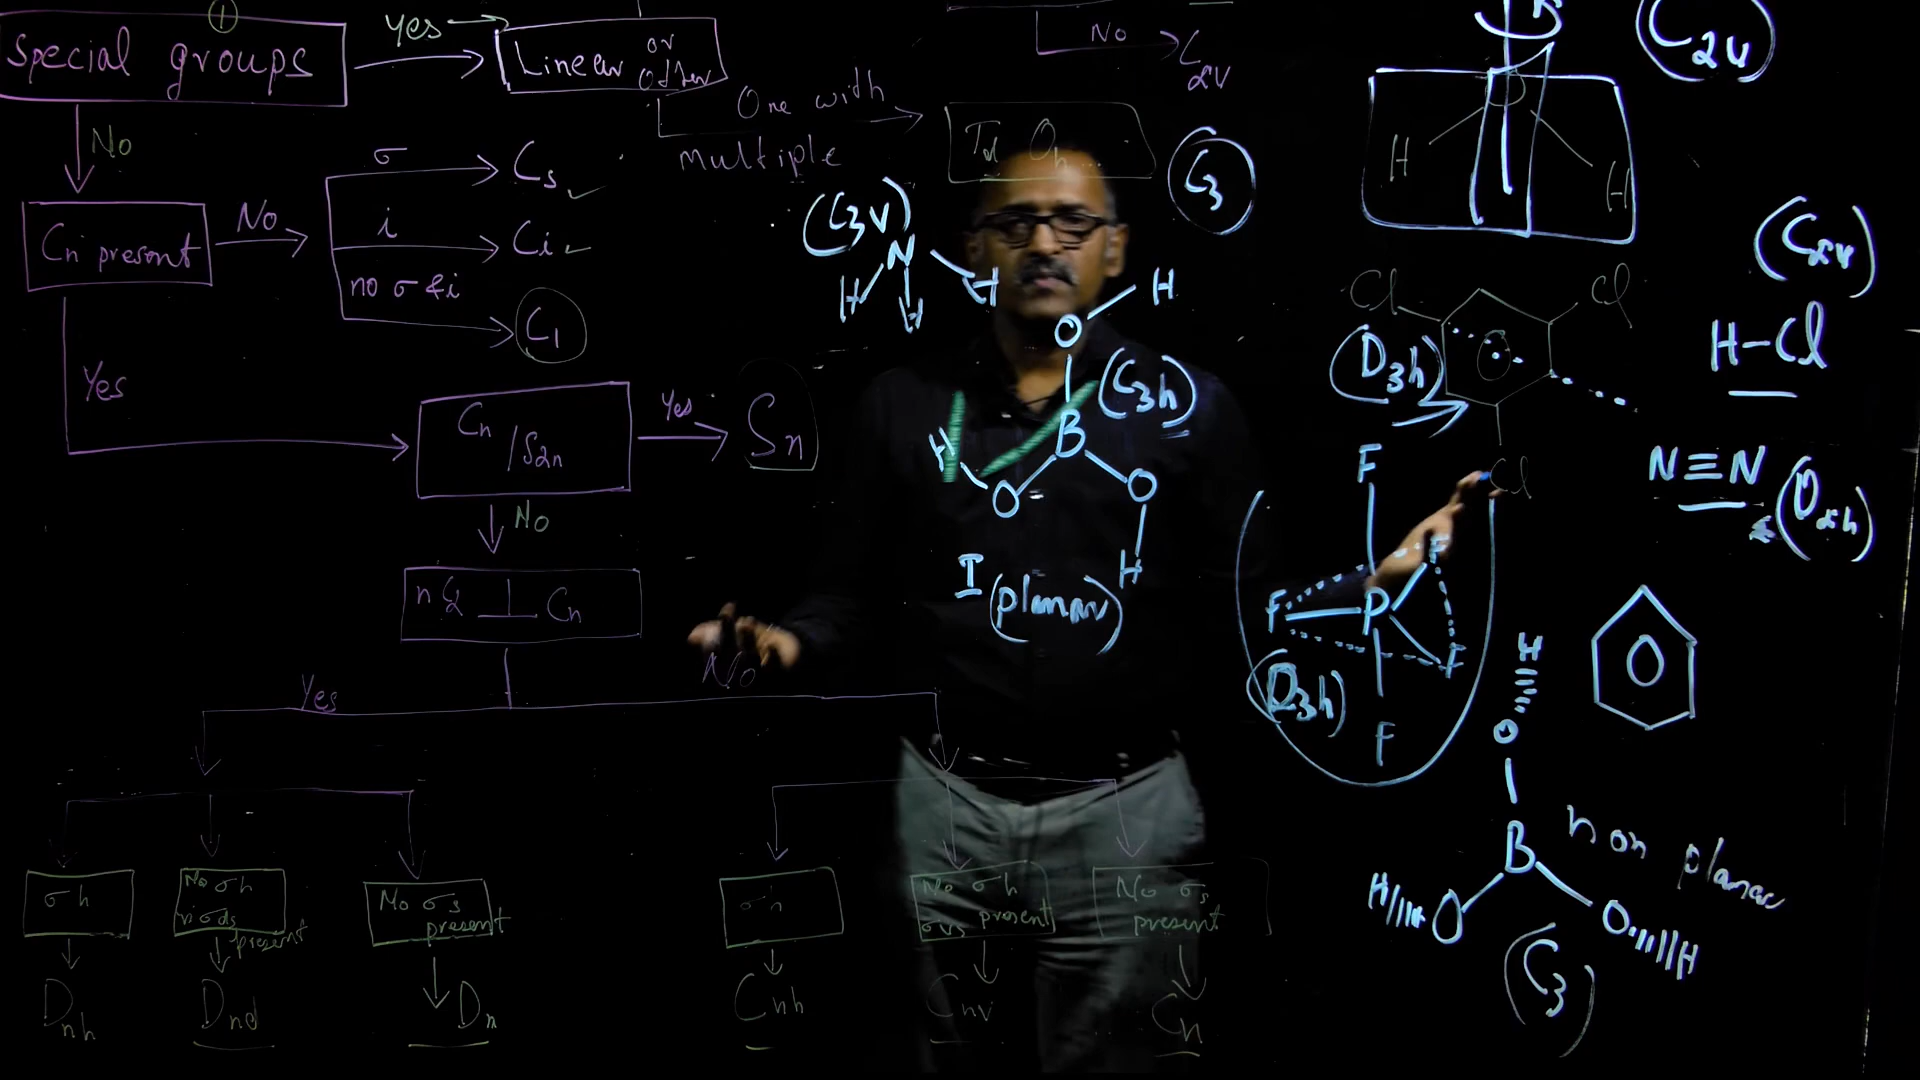 1
Special groups
yes
Linear or other
No
Cn present
No
σ
Cs
i
Ci
no σ & i
C1
Yes
Cn / S2n
Yes
Sn
No
n C2 ⊥ Cn
Yes
No
σh
No σh
present
No σs present
Dnh
Dnd
Dn
σh
No σh
present
No σs present
Cnh
Cnv
Cn
No
C2v
One with multiple
Td Oh ....
C3
(C3v)
N
H H H
O H
(C3h)
B
H
O
O
H
I (planar)
C2v
H H
Cl Cl
(D3h)
Cl
F
F P F
F
(D3h)
F
H-Cl
N≡N
H
O
B
non planar
H O
O H
(C3)